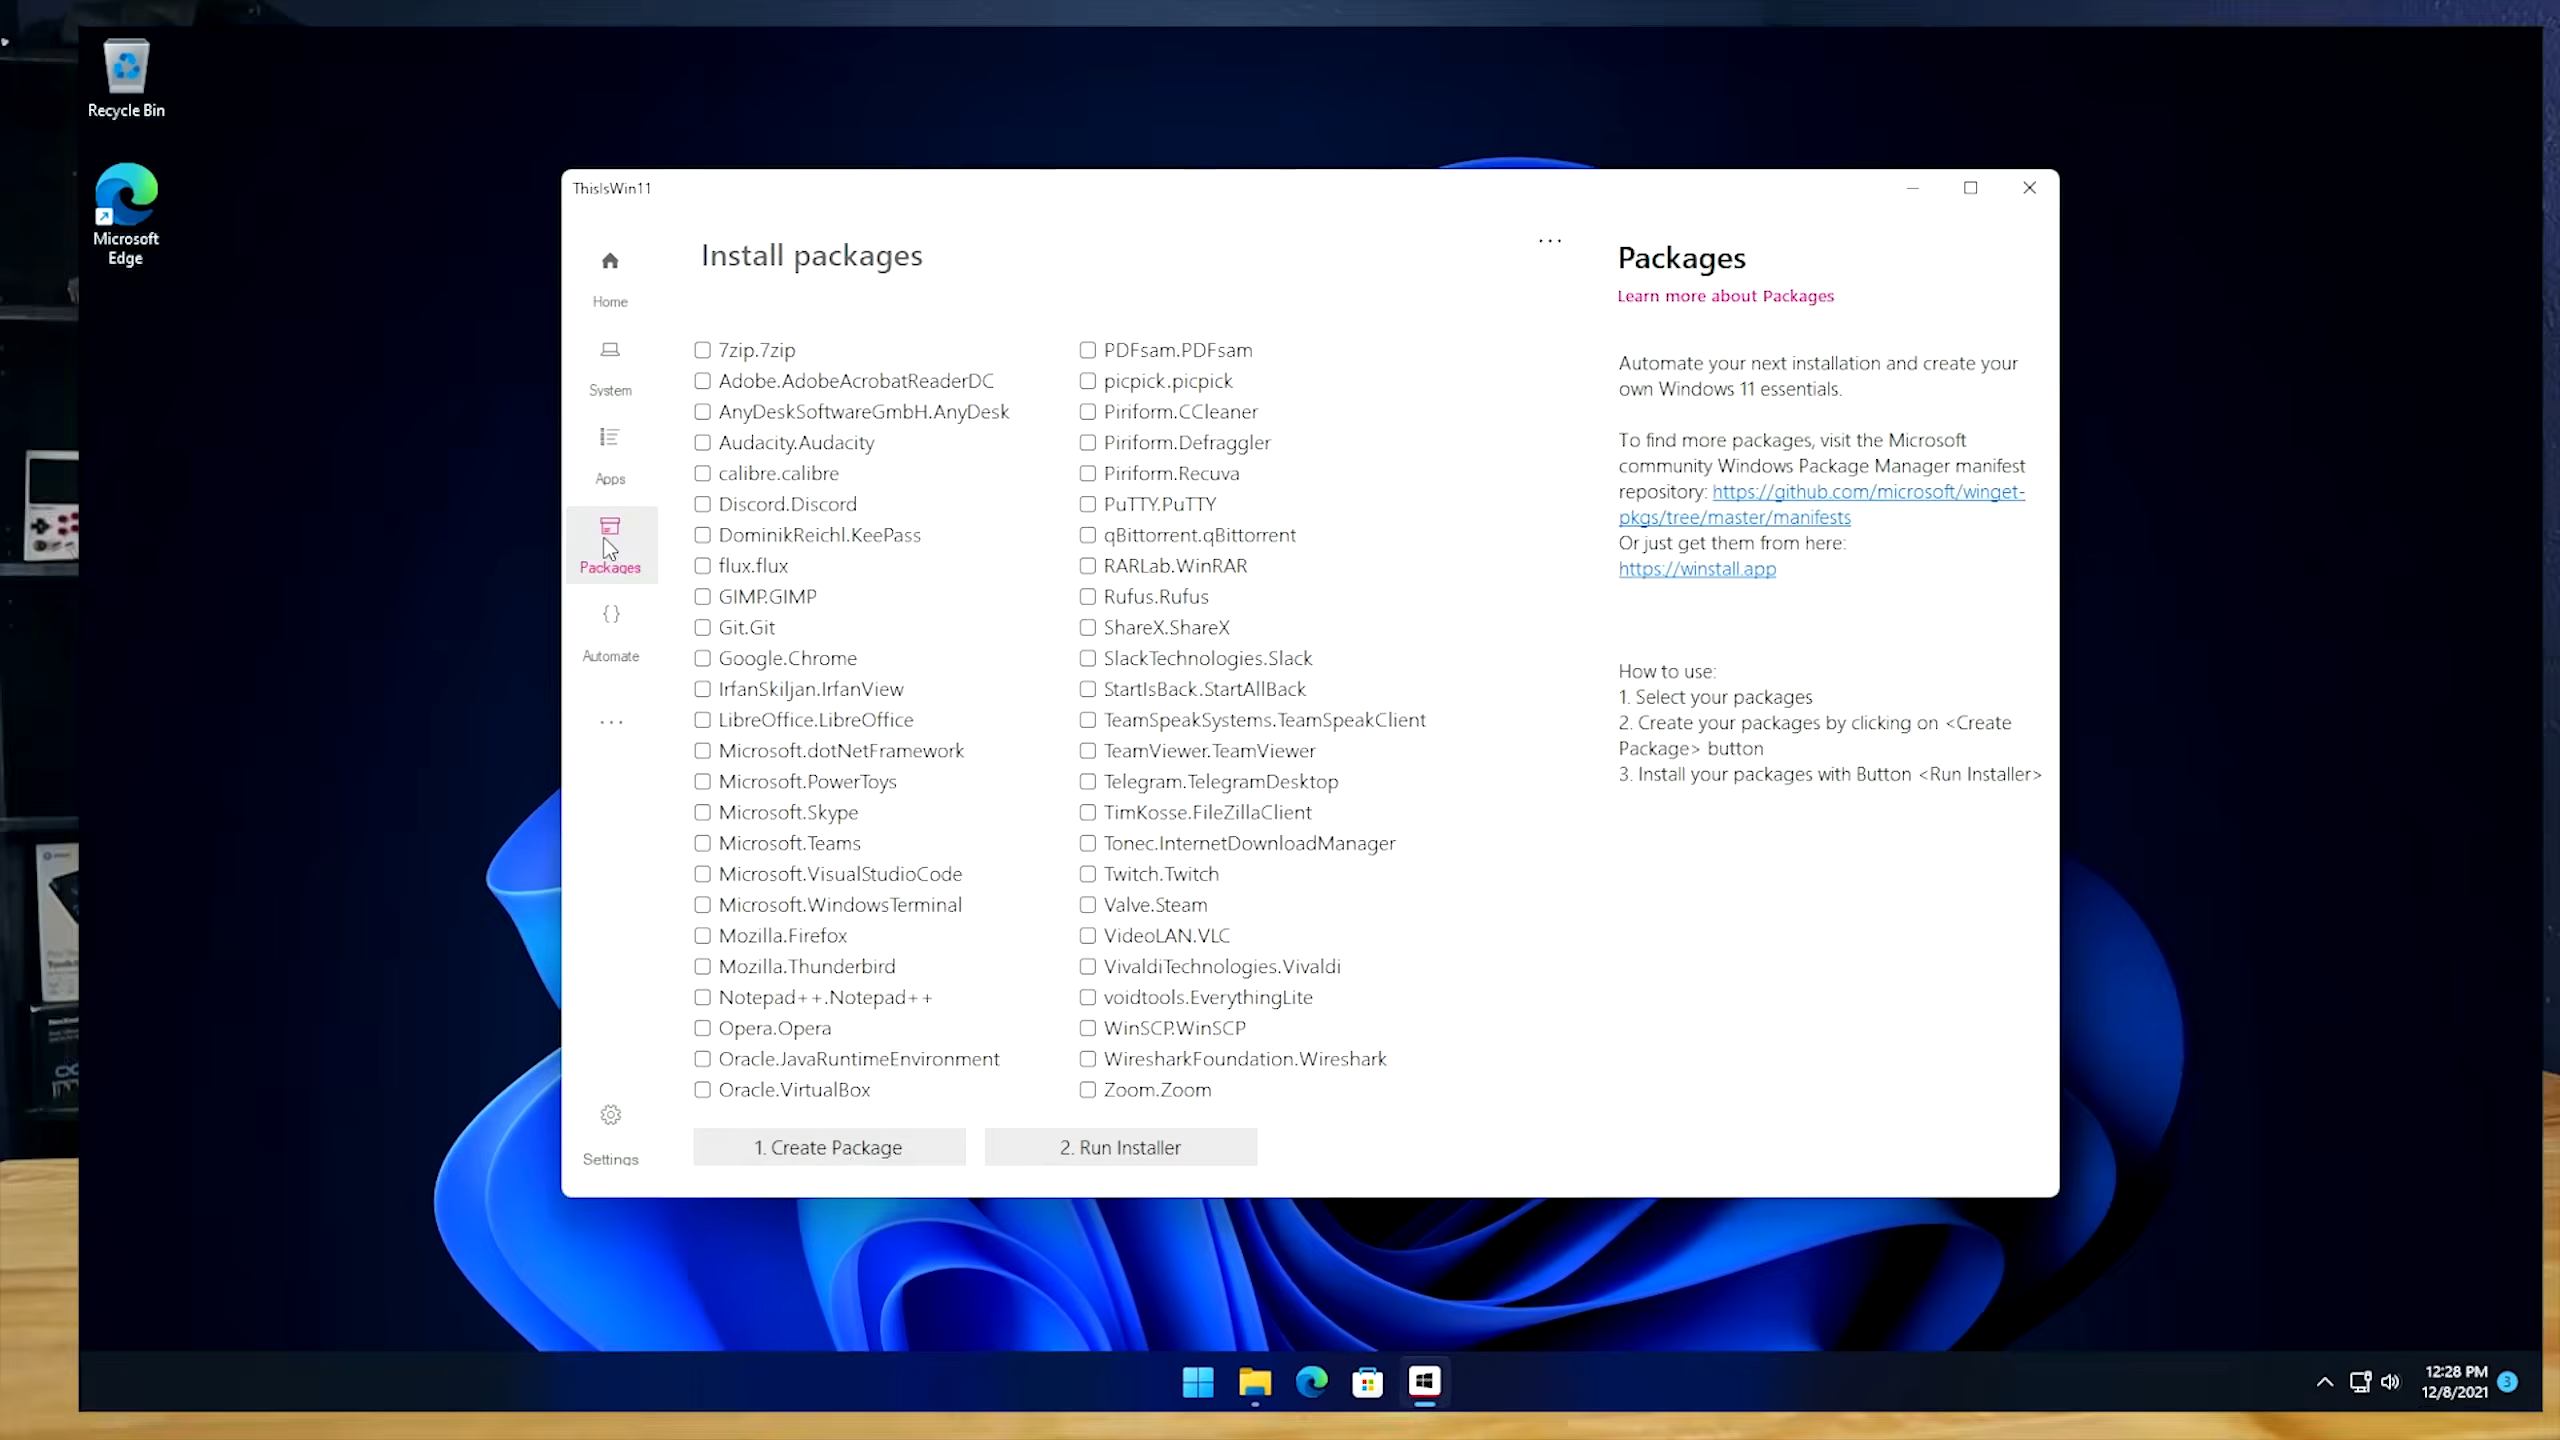 Recycle Bin
Microsoft
Edge
ThisIsWin11
Home
System
Apps
Packages
Automate
Settings
Install packages
7zip.7zip
Adobe.AdobeAcrobatReaderDC
AnyDeskSoftwareGmbH.AnyDesk
Audacity.Audacity
calibre.calibre
Discord.Discord
DominikReichl.KeePass
flux.flux
GIMP.GIMP
Git.Git
Google.Chrome
IrfanSkiljan.IrfanView
LibreOffice.LibreOffice
Microsoft.dotNetFramework
Microsoft.PowerToys
Microsoft.Skype
Microsoft.Teams
Microsoft.VisualStudioCode
Microsoft.WindowsTerminal
Mozilla.Firefox
Mozilla.Thunderbird
Notepad++.Notepad++
Opera.Opera
Oracle.JavaRuntimeEnvironment
Oracle.VirtualBox
PDFsam.PDFsam
picpick.picpick
Piriform.CCleaner
Piriform.Defraggler
Piriform.Recuva
PuTTY.PuTTY
qBittorrent.qBittorrent
RARLab.WinRAR
Rufus.Rufus
ShareX.ShareX
SlackTechnologies.Slack
StartIsBack.StartAllBack
TeamSpeakSystems.TeamSpeakClient
TeamViewer.TeamViewer
Telegram.TelegramDesktop
TimKosse.FileZillaClient
Tonec.InternetDownloadManager
Twitch.Twitch
Valve.Steam
VideoLAN.VLC
VivaldiTechnologies.Vivaldi
voidtools.EverythingLite
WinSCP.WinSCP
WiresharkFoundation.Wireshark
Zoom.Zoom
1. Create Package
2. Run Installer
Packages
Learn more about Packages
Automate your next installation and create your
own Windows 11 essentials.
To find more packages, visit the Microsoft
community Windows Package Manager manifest
repository: https://github.com/microsoft/winget-
pkgs/tree/master/manifests
Or just get them from here:
https://winstall.app
How to use:
1. Select your packages
2. Create your packages by clicking on <Create
Package> button
3. Install your packages with Button <Run Installer>
12:28 PM
12/8/2021
3